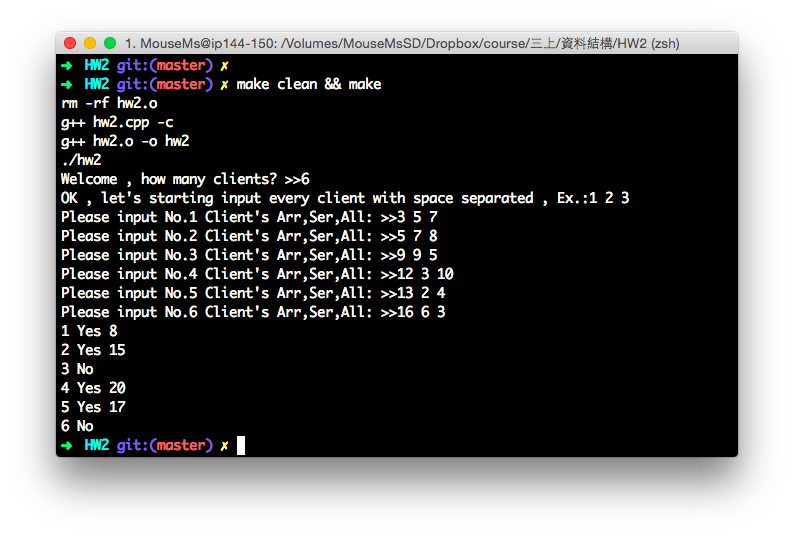 1. MouseMs@ip144-150: /Volumes/MouseMsSD/Dropbox/course/三上/資料結構/HW2 (zsh)
➜ HW2 git:(master) ✗
➜ HW2 git:(master) ✗ make clean && make
rm -rf hw2.o
g++ hw2.cpp -c
g++ hw2.o -o hw2
./hw2
Welcome , how many clients? >>6
OK , let's starting input every client with space separated , Ex.:1 2 3
Please input No.1 Client's Arr,Ser,All: >>3 5 7
Please input No.2 Client's Arr,Ser,All: >>5 7 8
Please input No.3 Client's Arr,Ser,All: >>9 9 5
Please input No.4 Client's Arr,Ser,All: >>12 3 10
Please input No.5 Client's Arr,Ser,All: >>13 2 4
Please input No.6 Client's Arr,Ser,All: >>16 6 3
1 Yes 8
2 Yes 15
3 No
4 Yes 20
5 Yes 17
6 No
➜ HW2 git:(master) ✗